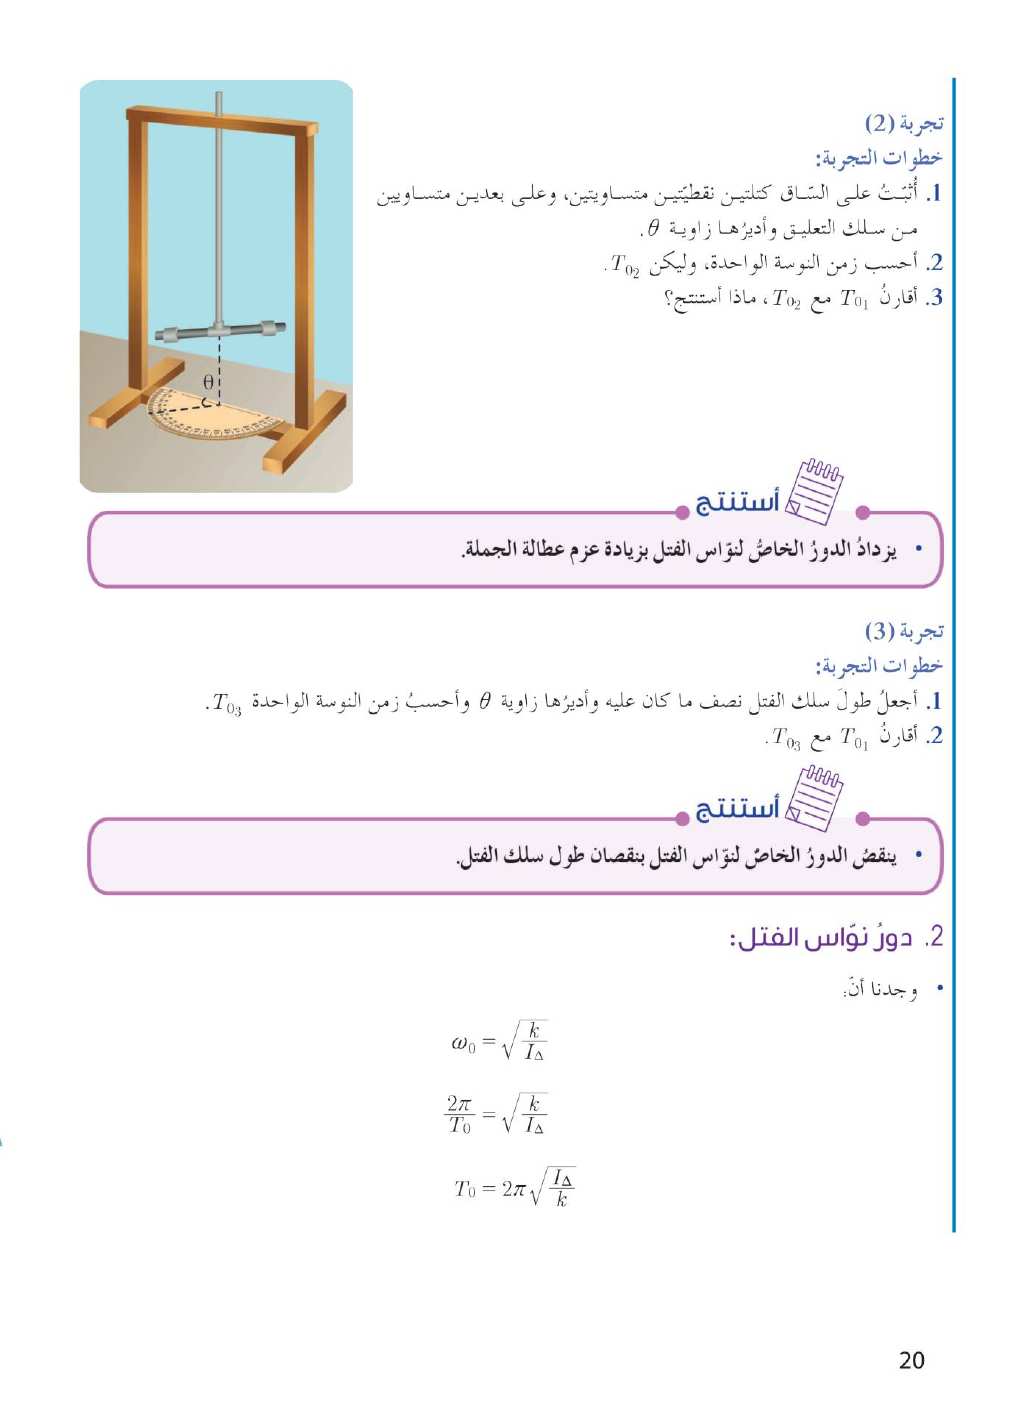 تجربة (2)
خطوات التجربة:
1. أُثبّتُ على السّاق كتلتين نقطيّتين متساويتين، وعلى بعدين متساويين
من سلك التعليق وأديرُها زاوية θ.
2. أحسب زمن النوسة الواحدة، وليكن T₀₂.
3. أقارنُ T₀₁ مع T₀₂، ماذا أستنتج؟
θ
أستنتج
• يزدادُ الدورُ الخاصُّ لنوّاس الفتل بزيادة عزم عطالة الجملة.
تجربة (3)
خطوات التجربة:
1. أجعلُ طولَ سلك الفتل نصف ما كان عليه وأديرُها زاوية θ وأحسبُ زمن النوسة الواحدة T₀₃.
2. أقارنُ T₀₁ مع T₀₃.
أستنتج
• ينقصُ الدورُ الخاصُ لنوّاس الفتل بنقصان طول سلك الفتل.
2. دورُ نوّاس الفتل:
• وجدنا أنّ:
ω₀ = √(k/I_Δ)
2π/T₀ = √(k/I_Δ)
T₀ = 2π√(I_Δ/k)
20